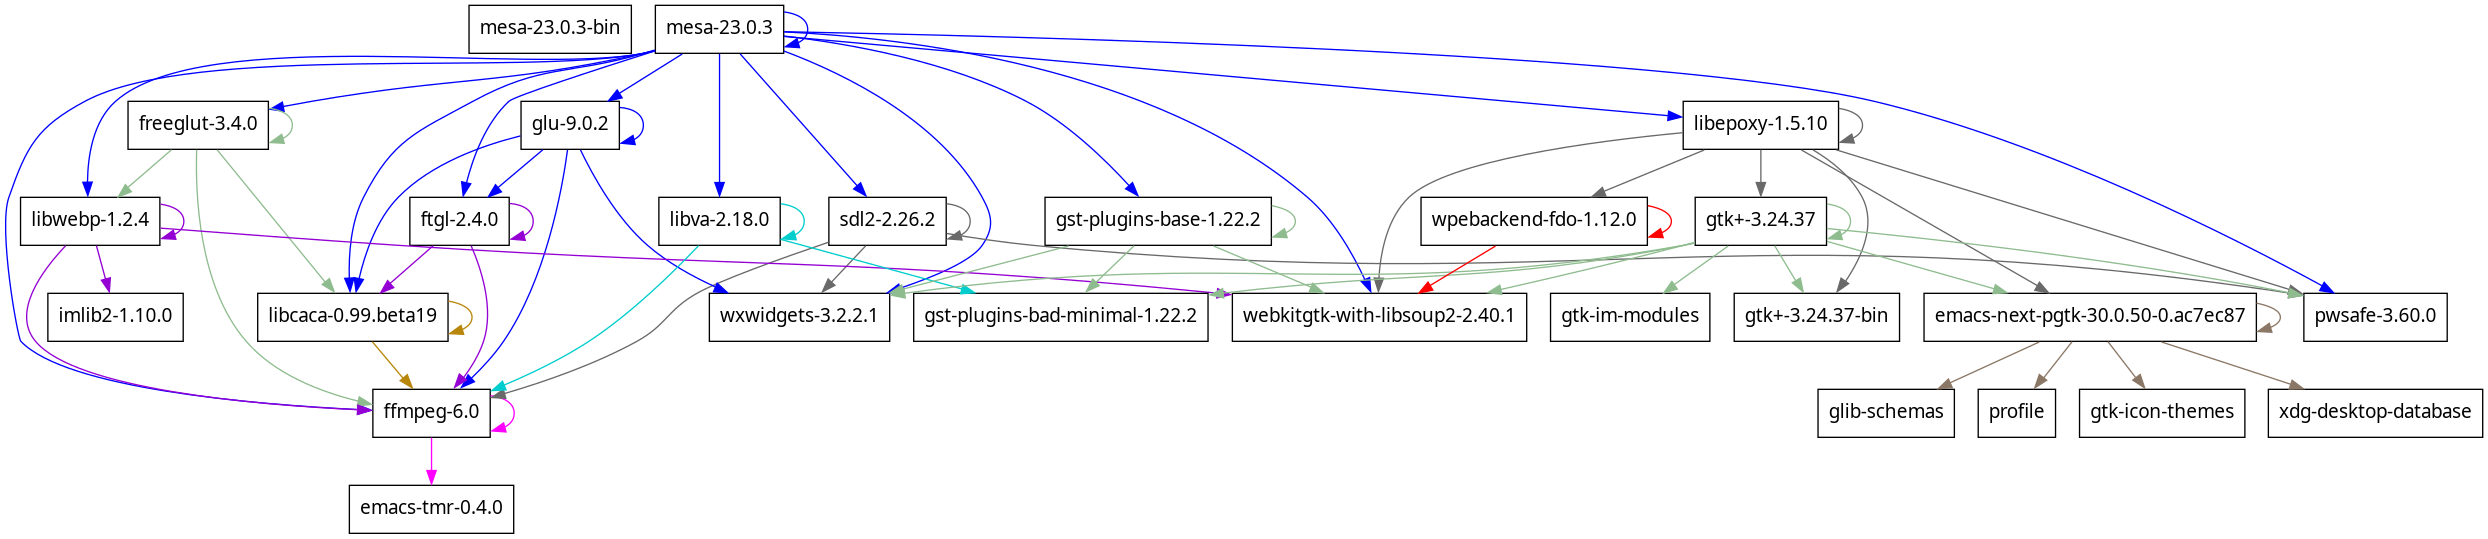 mesa-23.0.3-bin
mesa-23.0.3
freeglut-3.4.0
glu-9.0.2
libepoxy-1.5.10
libwebp-1.2.4
ftgl-2.4.0
libva-2.18.0
sdl2-2.26.2
gst-plugins-base-1.22.2
wpebackend-fdo-1.12.0
gtk+-3.24.37
imlib2-1.10.0
libcaca-0.99.beta19
wxwidgets-3.2.2.1
gst-plugins-bad-minimal-1.22.2
webkitgtk-with-libsoup2-2.40.1
gtk-im-modules
gtk+-3.24.37-bin
emacs-next-pgtk-30.0.50-0.ac7ec87
pwsafe-3.60.0
ffmpeg-6.0
glib-schemas
profile
gtk-icon-themes
xdg-desktop-database
emacs-tmr-0.4.0